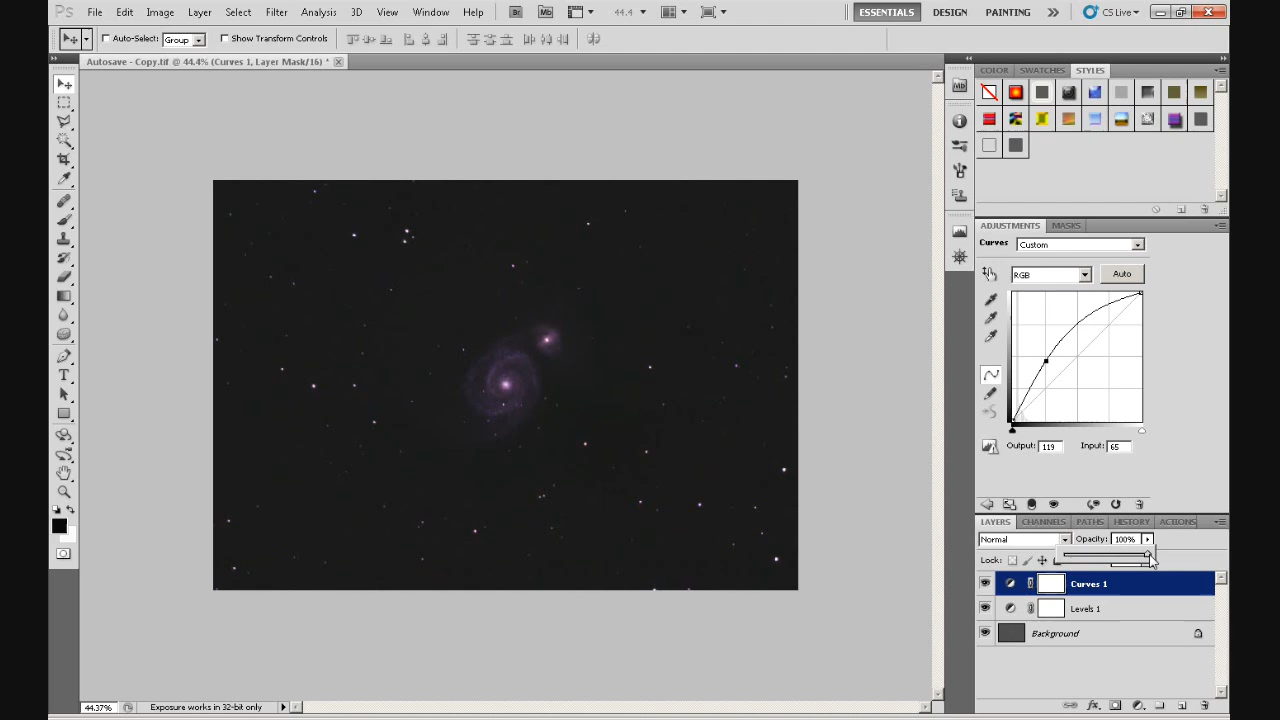 Ps File Edit Image Layer Select Filter Analysis 3D View Window Help Br Mb 44.4 ESSENTIALS DESIGN PAINTING CS Live
Auto-Select: Group Show Transform Controls
Autosave - Copy.tif @ 44.4% (Curves 1, Layer Mask/16) *
COLOR SWATCHES STYLES
Mb
ADJUSTMENTS MASKS
Curves Custom
RGB Auto
Output: 119 Input: 65
LAYERS CHANNELS PATHS HISTORY ACTIONS
Normal Opacity: 100%
Lock:
Curves 1
Levels 1
Background
44.37% Exposure works in 32-bit only